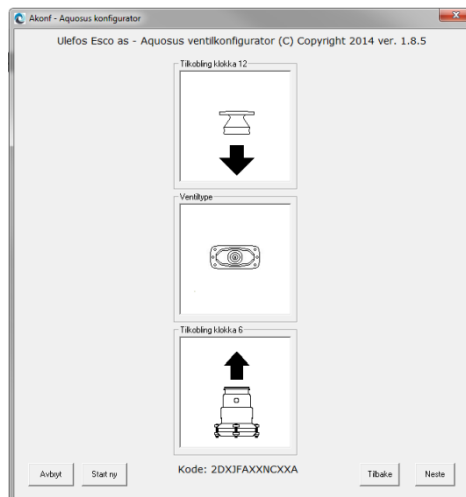 Akonf - Aquosus konfigurator
Ulefos Esco as - Aquosus ventilkonfigurator (C) Copyright 2014 ver. 1.8.5
Tilkobling klokka 12
Ventiltype
Tilkobling klokka 6
Avbyt Start ny Kode: 2DXJFAXXNCXXA Tilbake Neste